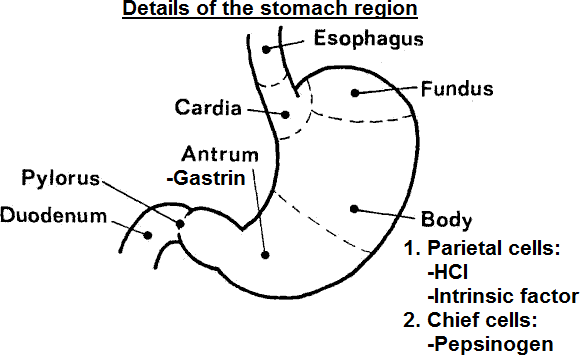 Details of the stomach region
Esophagus
Fundus
Cardia
Antrum
-Gastrin
Pylorus
Duodenum
Body
1. Parietal cells:
-HCl
-Intrinsic factor
2. Chief cells:
-Pepsinogen